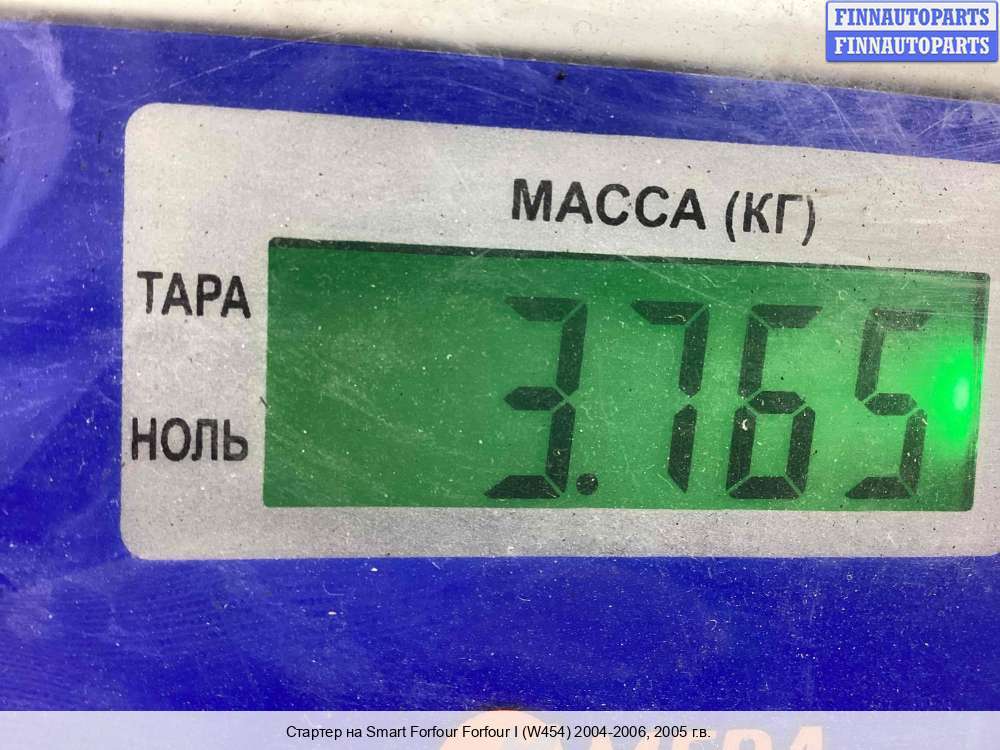 FINNAUTOPARTS
FINNAUTOPARTS
МАССА (КГ)
ТАРА
3.765
НОЛЬ
Стартер на Smart Forfour Forfour I (W454) 2004-2006, 2005 г.в.